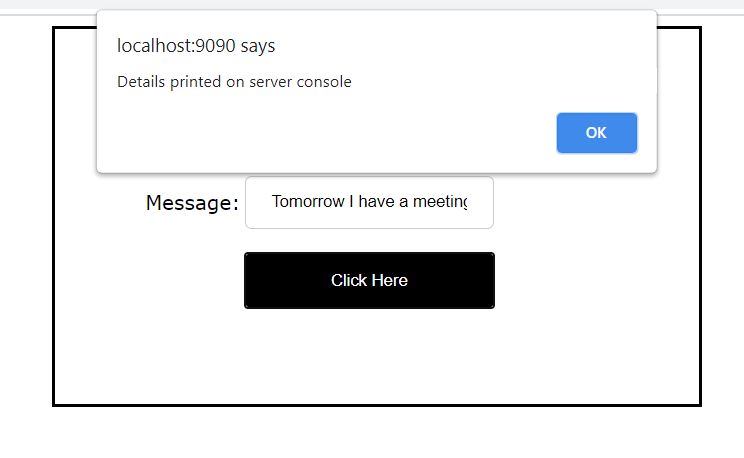 localhost:9090 says
Details printed on server console
OK
Message:
Tomorrow I have a meeting
Click Here